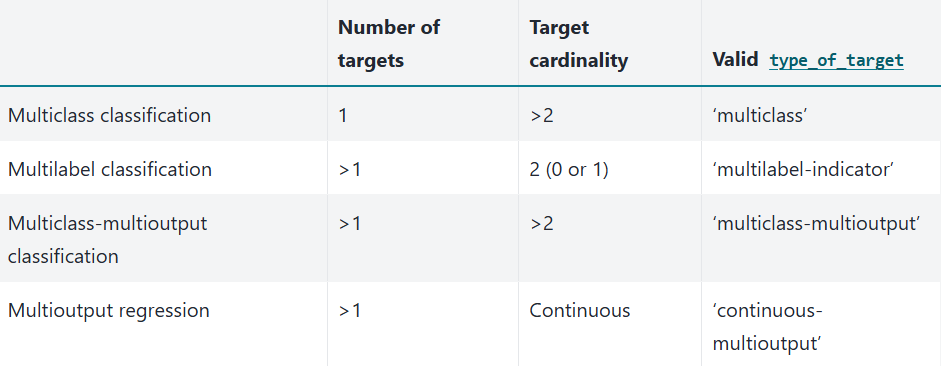 Number of targets Target cardinality Valid type_of_target
Multiclass classification 1 >2 ‘multiclass’
Multilabel classification >1 2 (0 or 1) ‘multilabel-indicator’
Multiclass-multioutput classification >1 >2 ‘multiclass-multioutput’
Multioutput regression >1 Continuous ‘continuous-multioutput’